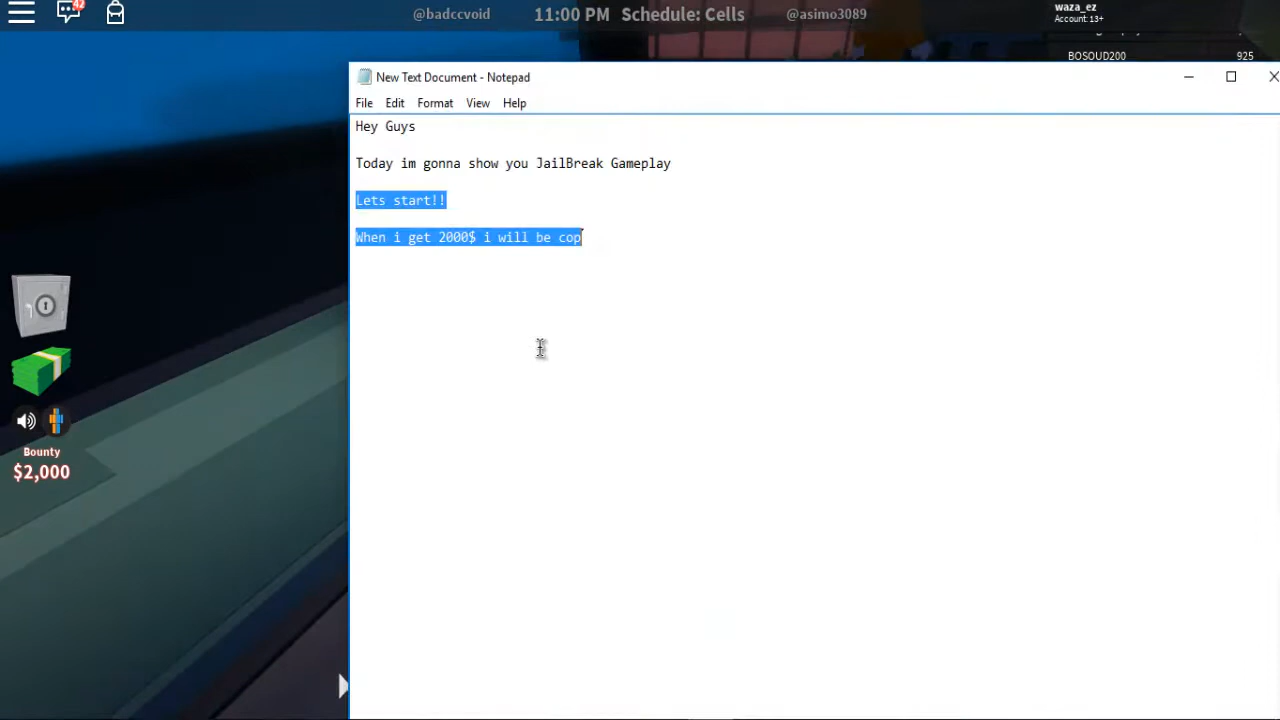 42
@badccvoid 11:00 PM Schedule: Cells @asimo3089
waza_ez
Account: 13+
BOSOUD200 925
New Text Document - Notepad
File Edit Format View Help
Hey Guys
Today im gonna show you JailBreak Gameplay
Lets start!!
When i get 2000$ i will be cop
Bounty
$2,000